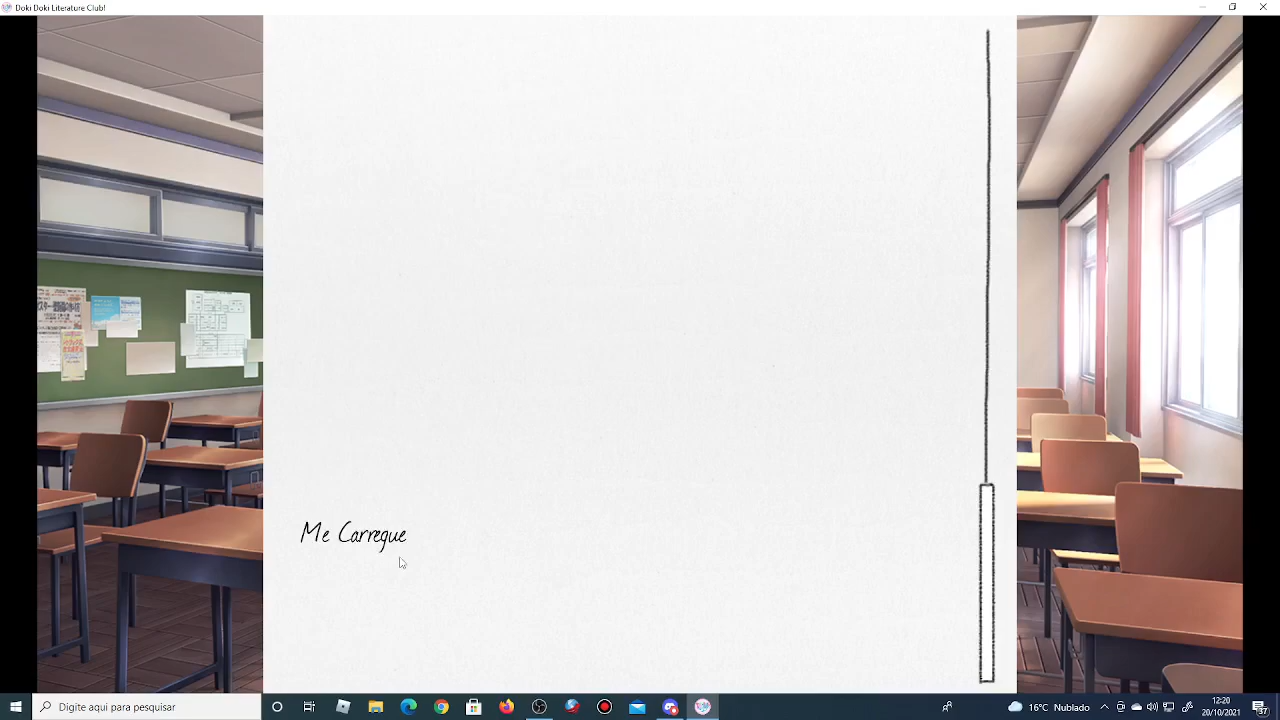 Doki Doki Literature Club!
Me Carregue
Digite aqui para pesquisar
16°C Nublado
12:20
20/10/2021